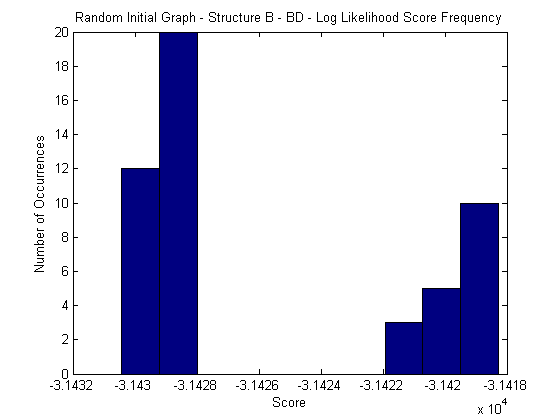 Random Initial Graph - Structure B - BD - Log Likelihood Score Frequency
20
18
16
14
12
10
8
6
4
2
0
Number of Occurrences
-3.1432 -3.143 -3.1428 -3.1426 -3.1424 -3.1422 -3.142 -3.1418
Score
x 10^4